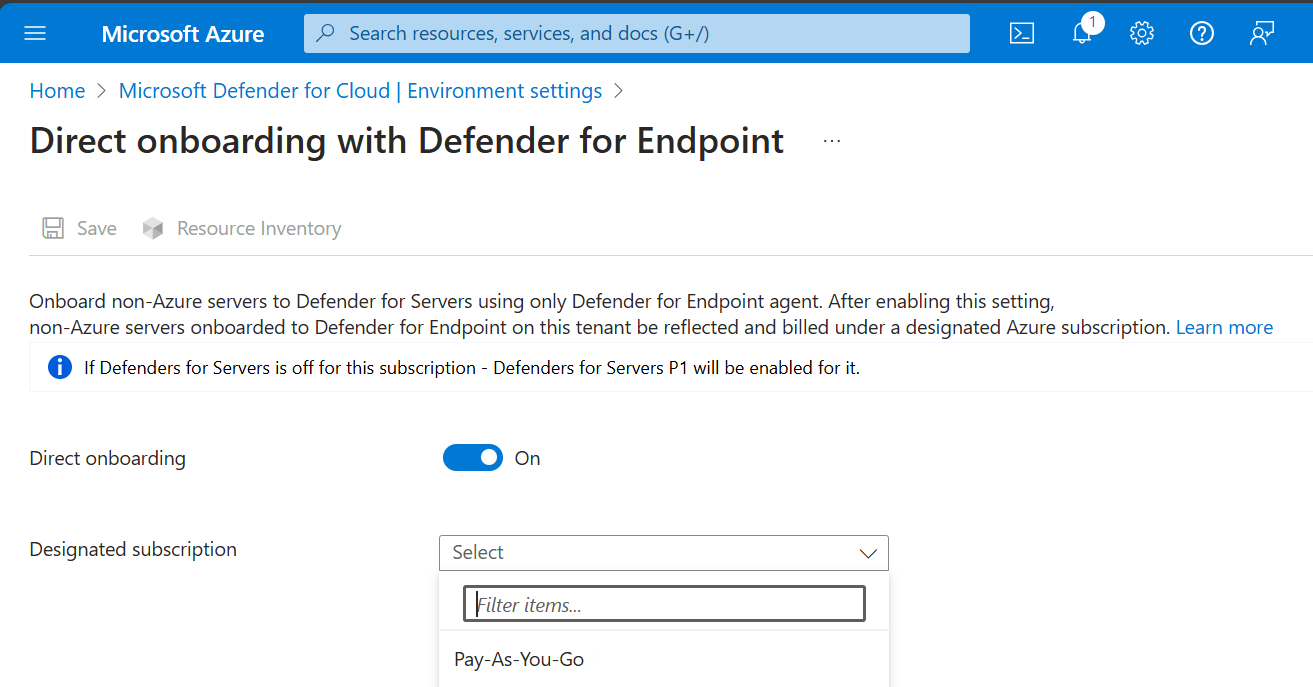 Microsoft Azure
Search resources, services, and docs (G+/)
1
Home > Microsoft Defender for Cloud | Environment settings >
Direct onboarding with Defender for Endpoint ...
Save Resource Inventory
Onboard non-Azure servers to Defender for Servers using only Defender for Endpoint agent. After enabling this setting,
non-Azure servers onboarded to Defender for Endpoint on this tenant be reflected and billed under a designated Azure subscription. Learn more
If Defenders for Servers is off for this subscription - Defenders for Servers P1 will be enabled for it.
Direct onboarding On
Designated subscription Select
Filter items...
Pay-As-You-Go